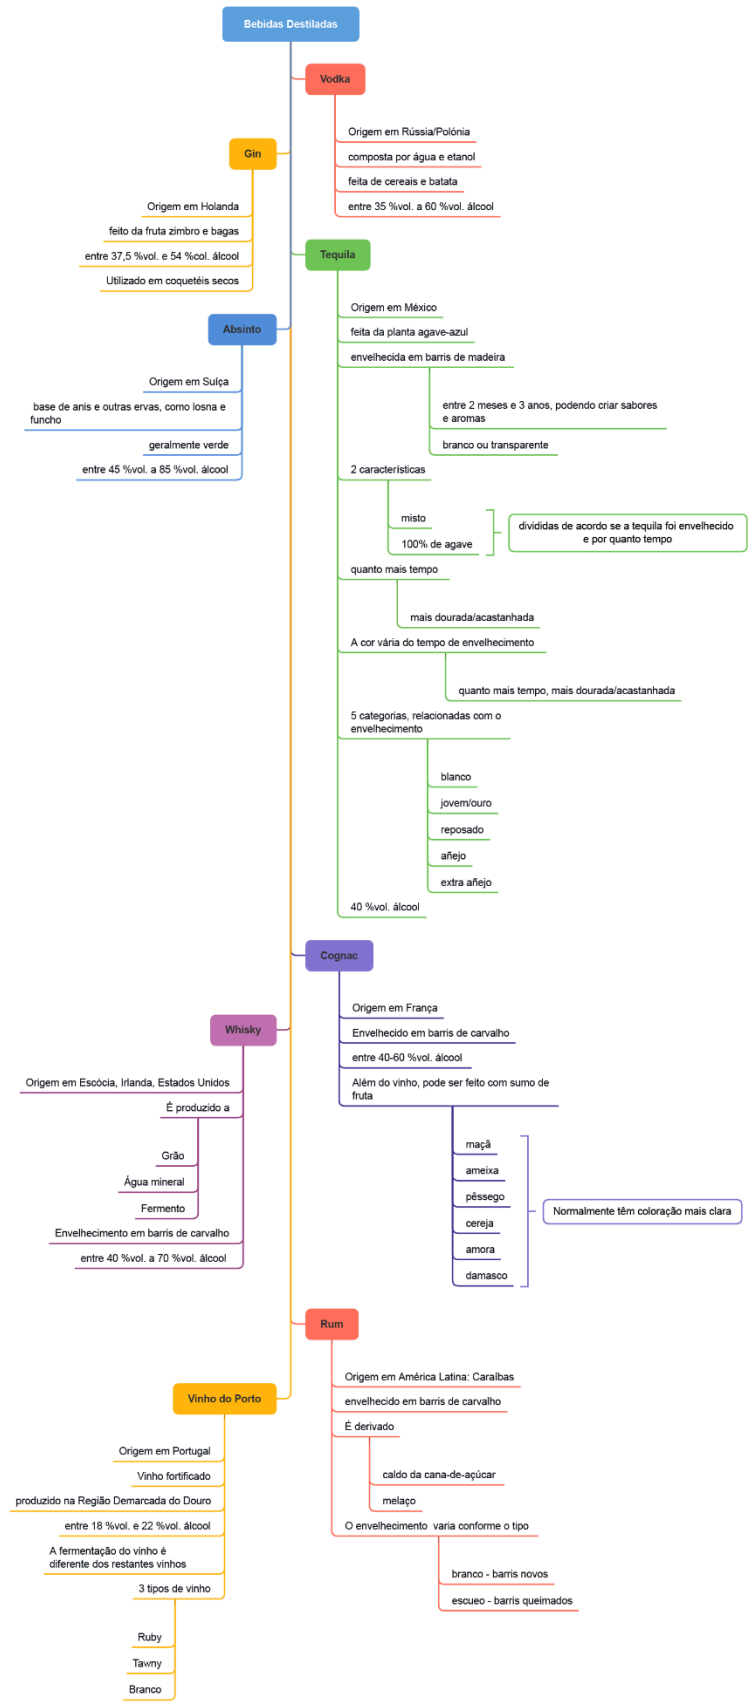 Bebidas Destiladas
Vodka
Origem em Rússia/Polónia
composta por água e etanol
feita de cereais e batata
entre 35 %vol. a 60 %vol. álcool
Gin
Origem em Holanda
feito da fruta zimbro e bagas
entre 37,5 %vol. e 54 %col. álcool
Utilizado em coquetéis secos
Tequila
Origem em México
feita da planta agave-azul
envelhecida em barris de madeira
entre 2 meses e 3 anos, podendo criar sabores
e aromas
branco ou transparente
2 características
misto
100% de agave
divididas de acordo se a tequila foi envelhecido
e por quanto tempo
quanto mais tempo
mais dourada/acastanhada
A cor vária do tempo de envelhecimento
quanto mais tempo, mais dourada/acastanhada
5 categorias, relacionadas com o
envelhecimento
blanco
jovem/ouro
reposado
añejo
extra añejo
40 %vol. álcool
Absinto
Origem em Suíça
base de anis e outras ervas, como losna e
funcho
geralmente verde
entre 45 %vol. a 85 %vol. álcool
Cognac
Origem em França
Envelhecido em barris de carvalho
entre 40-60 %vol. álcool
Além do vinho, pode ser feito com sumo de
fruta
maçã
ameixa
pêssego
cereja
amora
damasco
Normalmente têm coloração mais clara
Whisky
Origem em Escócia, Irlanda, Estados Unidos
É produzido a
Grão
Água mineral
Fermento
Envelhecimento em barris de carvalho
entre 40 %vol. a 70 %vol. álcool
Rum
Origem em América Latina: Caraíbas
envelhecido em barris de carvalho
É derivado
caldo da cana-de-açúcar
melaço
O envelhecimento varia conforme o tipo
branco - barris novos
escueo - barris queimados
Vinho do Porto
Origem em Portugal
Vinho fortificado
produzido na Região Demarcada do Douro
entre 18 %vol. e 22 %vol. álcool
A fermentação do vinho é
diferente dos restantes vinhos
3 tipos de vinho
Ruby
Tawny
Branco